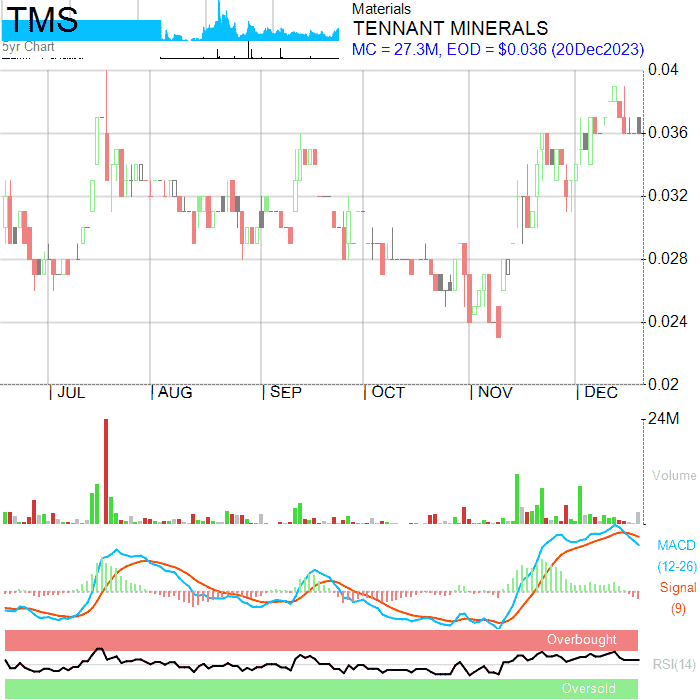 TMS
5yr Chart
Materials
TENNANT MINERALS
MC = 27.3M, EOD = $0.036 (20Dec2023)
0.04
0.036
0.032
0.028
0.024
0.02
JUL AUG SEP OCT NOV DEC
24M
Volume
MACD
(12-26)
Signal
(9)
Overbought
RSI(14)
Oversold